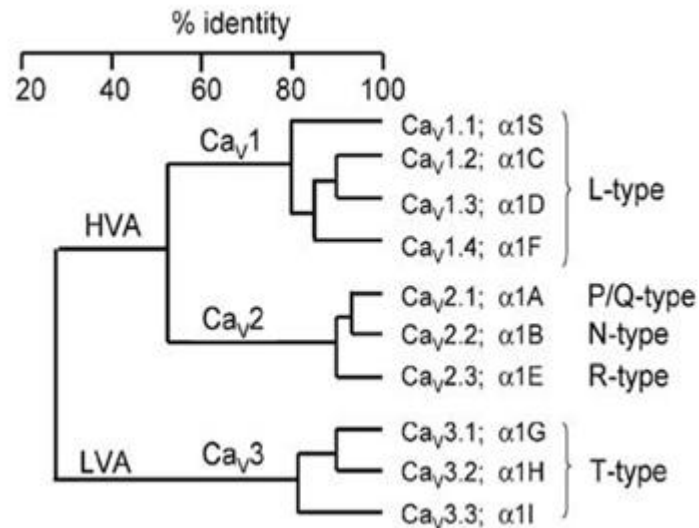 % identity
20 40 60 80 100
CaV1
HVA
CaV2
LVA
CaV3
CaV1.1; α1S
CaV1.2; α1C
CaV1.3; α1D
CaV1.4; α1F
L-type
CaV2.1; α1A P/Q-type
CaV2.2; α1B N-type
CaV2.3; α1E R-type
CaV3.1; α1G
CaV3.2; α1H
CaV3.3; α1I
T-type